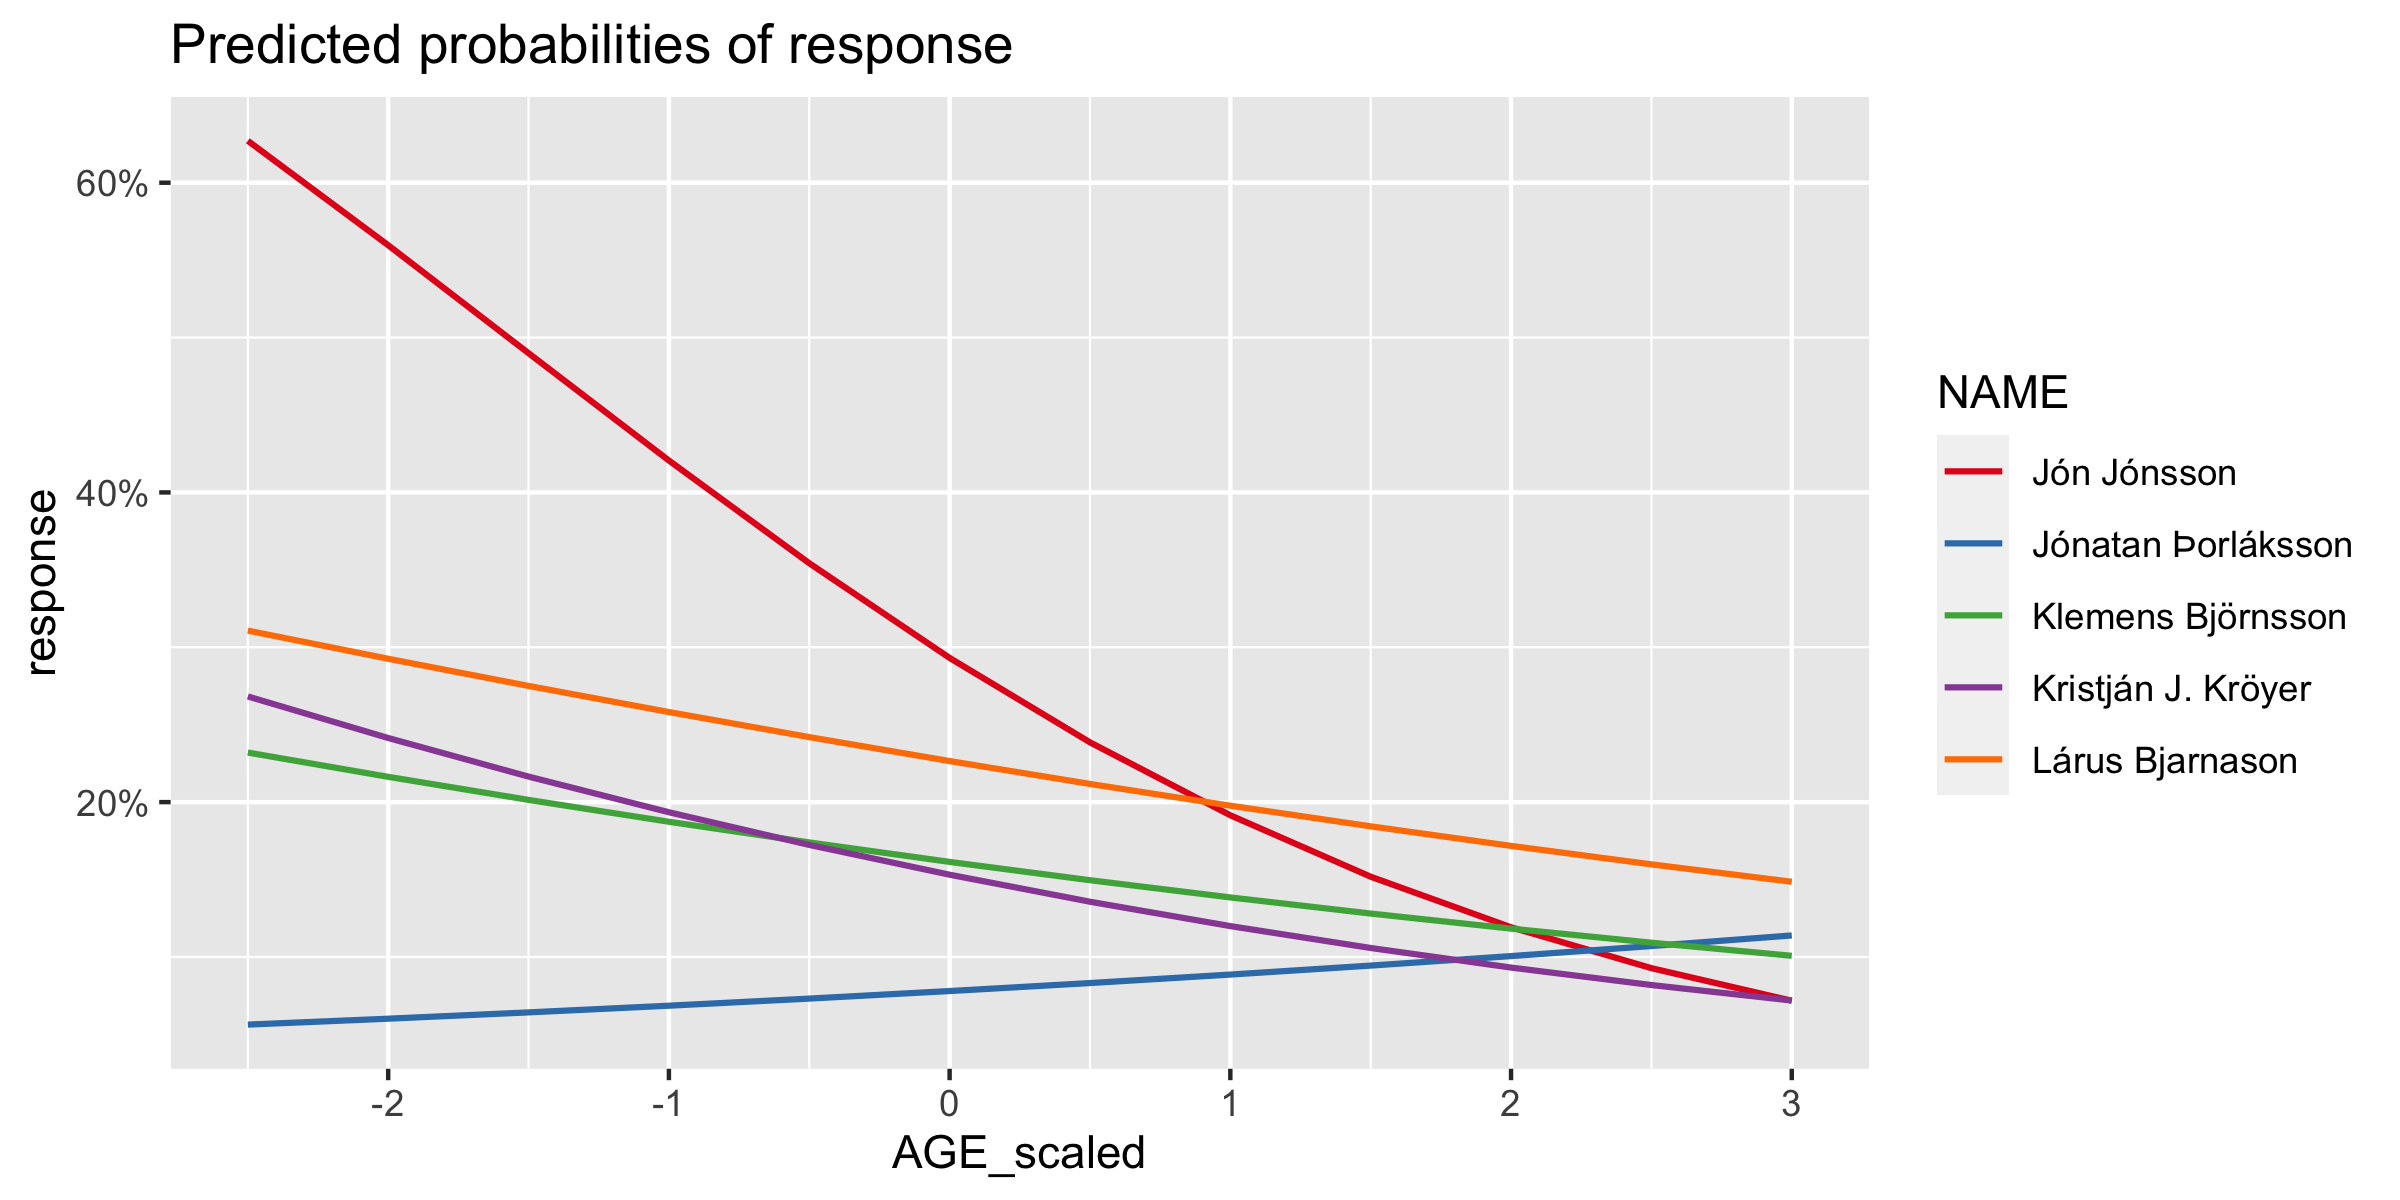 Predicted probabilities of response
response
60%
40%
20%
-2
-1
0
1
2
3
AGE_scaled
NAME
Jón Jónsson
Jónatan Þorláksson
Klemens Björnsson
Kristján J. Kröyer
Lárus Bjarnason